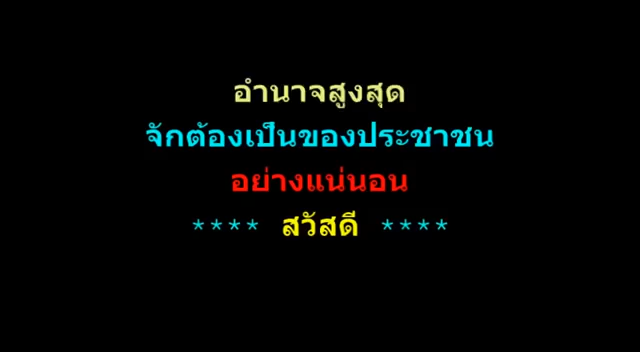 อำนาจสูงสุด
จักต้องเป็นของประชาชน
อย่างแน่นอน
**** สวัสดี ****